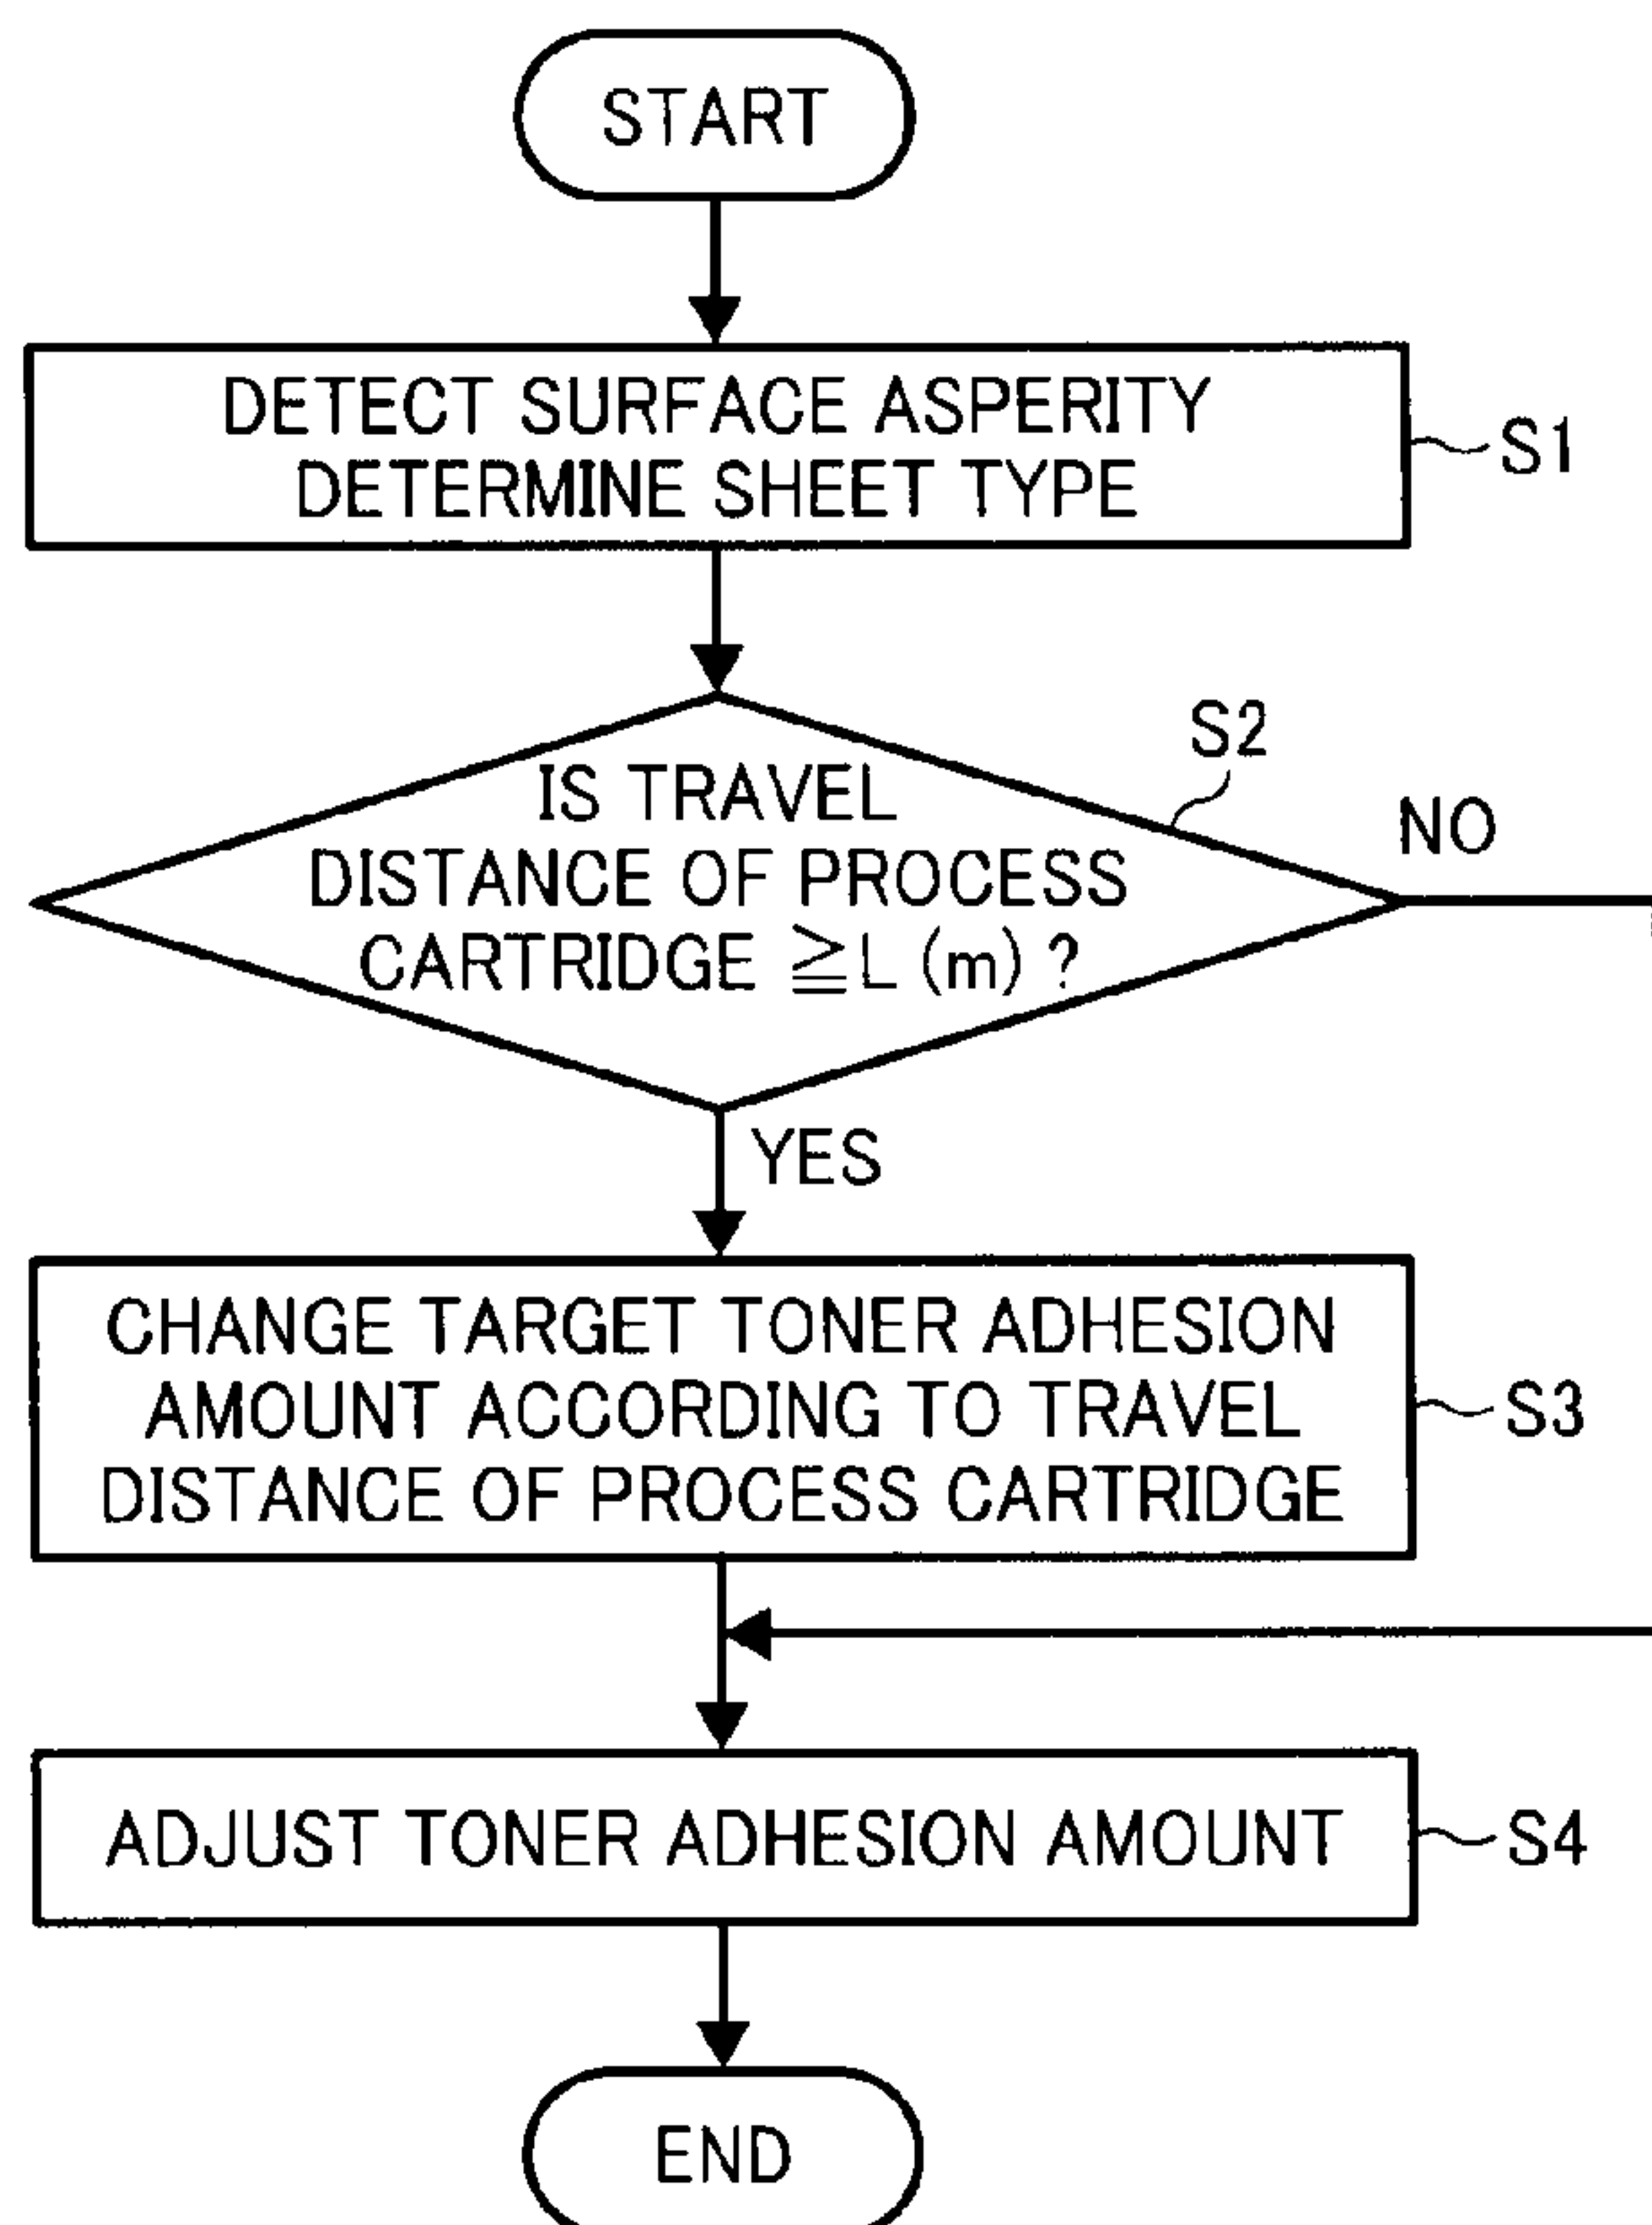 START
DETECT SURFACE ASPERITY
DETERMINE SHEET TYPE
S1
S2
IS TRAVEL
DISTANCE OF PROCESS
CARTRIDGE ≧L (m) ?
NO
YES
CHANGE TARGET TONER ADHESION
AMOUNT ACCORDING TO TRAVEL
DISTANCE OF PROCESS CARTRIDGE
S3
ADJUST TONER ADHESION AMOUNT
S4
END